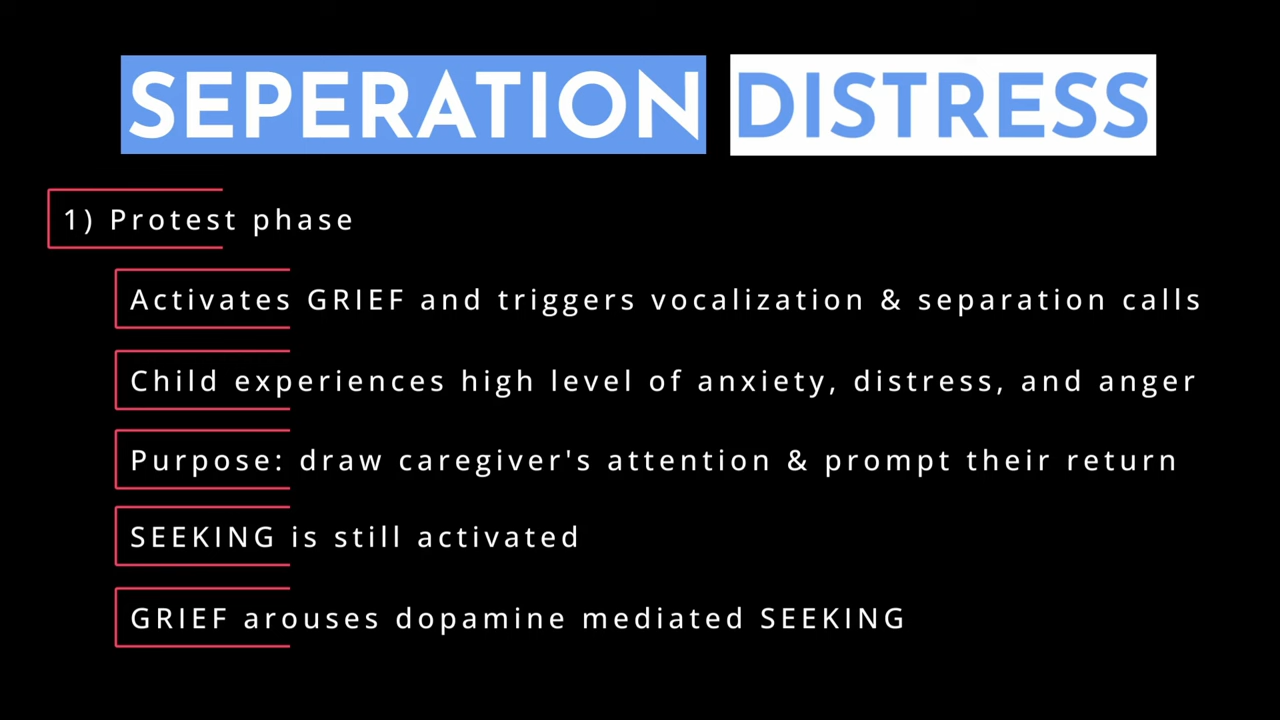 SEPERATION DISTRESS
1) Protest phase
Activates GRIEF and triggers vocalization & separation calls
Child experiences high level of anxiety, distress, and anger
Purpose: draw caregiver's attention & prompt their return
SEEKING is still activated
GRIEF arouses dopamine mediated SEEKING